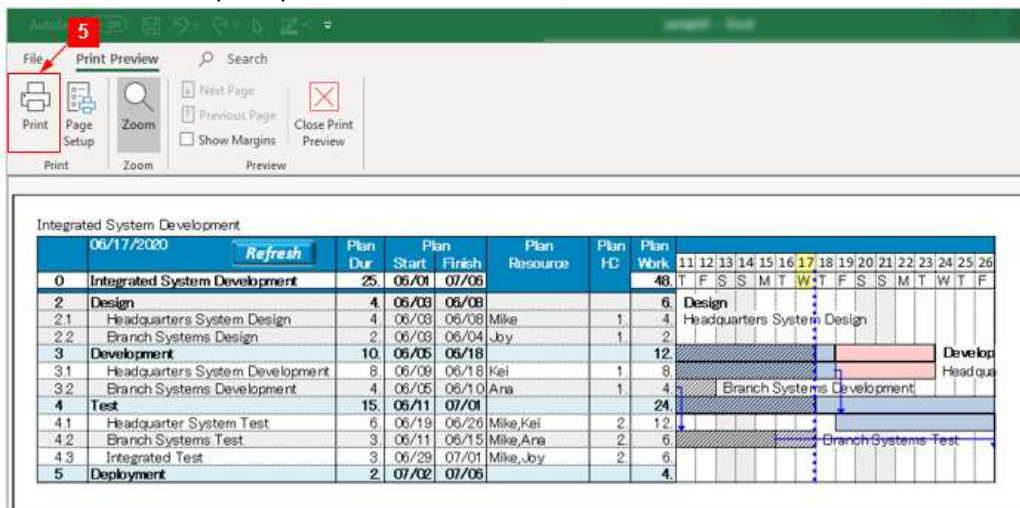 5
File Print Preview Search
Print
Page Setup
Zoom
Next Page
Previous Page
Show Margins
Close Print Preview
Print Zoom Preview
Integrated System Development
06/17/2020 Refresh Plan Dur Plan Start Finish Plan Resource Plan HC Plan Work 11 12 13 14 15 16 17 18 19 20 21 22 23 24 25 26
0 Integrated System Development 25. 06/01 07/06 48. T F S S M T W T F S S M T W T F
2 Design 4. 06/03 06/08 6. Design
2.1 Headquarters System Design 4. 06/03 06/08 Mike 1. 4. Headquarters System Design
2.2 Branch Systems Design 2. 06/03 06/04 Joy 1. 2.
3 Development 10. 06/05 06/18 12. Develop
3.1 Headquarters System Development 8. 06/09 06/18 Kei 1. 8. Headqua
3.2 Branch Systems Development 4. 06/05 06/10 Ana 1. 4. Branch Systems Development
4 Test 15. 06/11 07/01 24.
4.1 Headquarter System Test 6. 06/19 06/26 Mike,Kei 2. 12.
4.2 Branch Systems Test 3. 06/11 06/15 Mike,Ana 2. 6. Branch Systems Test
4.3 Integrated Test 3. 06/29 07/01 Mike,Joy 2. 6.
5 Deployment 2. 07/02 07/06 4.